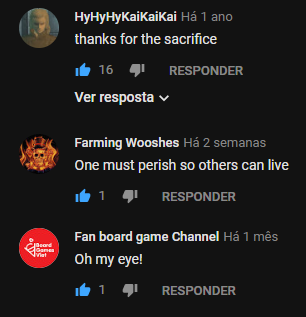 HyHyHyKaiKaiKai Há 1 ano
thanks for the sacrifice
16 RESPONDER
Ver resposta
Farming Wooshes Há 2 semanas
One must perish so others can live
1 RESPONDER
Fan board game Channel Há 1 mês
Board
Games
Viet
Oh my eye!
1 RESPONDER